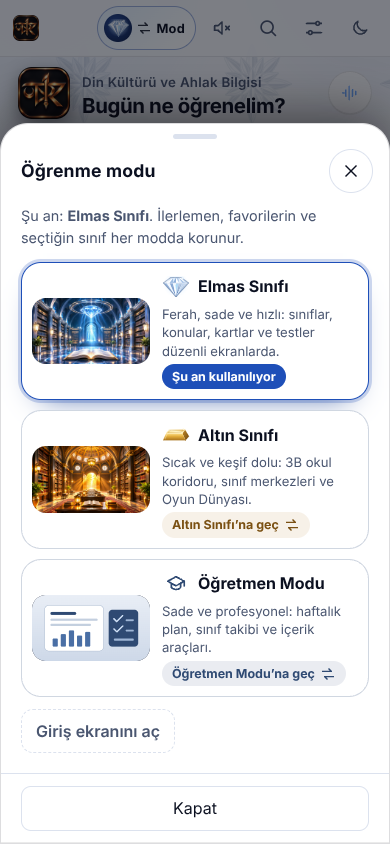 Mod
Din Kültürü ve Ahlak Bilgisi
Bugün ne öğrenelim?
Öğrenme modu
Şu an: Elmas Sınıfı. İlerlemen, favorilerin ve
seçtiğin sınıf her modda korunur.
Elmas Sınıfı
Ferah, sade ve hızlı: sınıflar,
konular, kartlar ve testler
düzenli ekranlarda.
Şu an kullanılıyor
Altın Sınıfı
Sıcak ve keşif dolu: 3B okul
koridoru, sınıf merkezleri ve
Oyun Dünyası.
Altın Sınıfı’na geç
Öğretmen Modu
Sade ve profesyonel: haftalık
plan, sınıf takibi ve içerik
araçları.
Öğretmen Modu’na geç
Giriş ekranını aç
Kapat